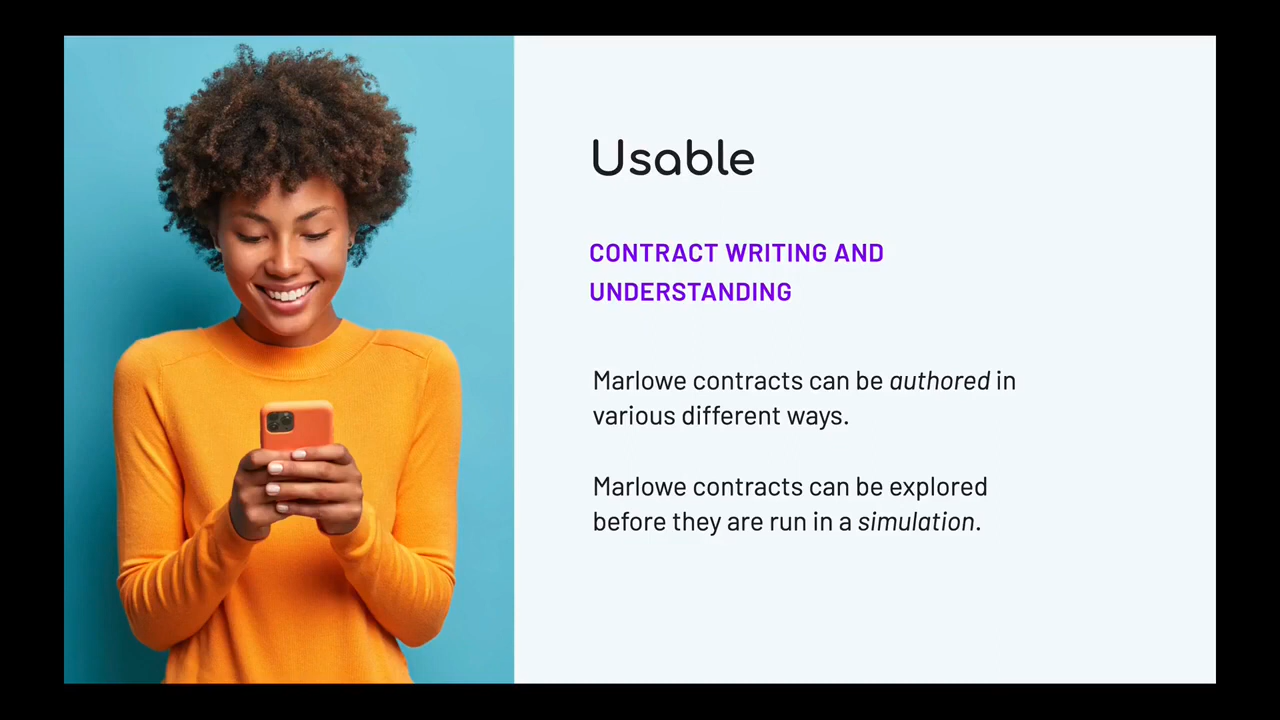 Usable
CONTRACT WRITING AND
UNDERSTANDING
Marlowe contracts can be authored in
various different ways.
Marlowe contracts can be explored
before they are run in a simulation.